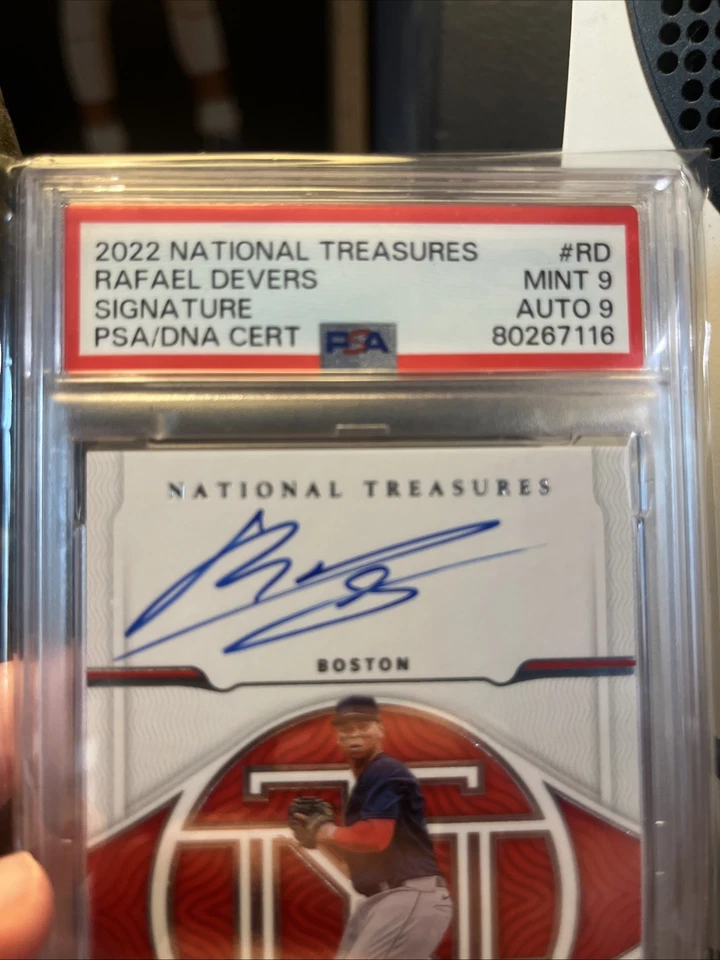 2022 NATIONAL TREASURES #RD
RAFAEL DEVERS MINT 9
SIGNATURE AUTO 9
PSA/DNA CERT PSA 80267116
NATIONAL TREASURES
BOSTON